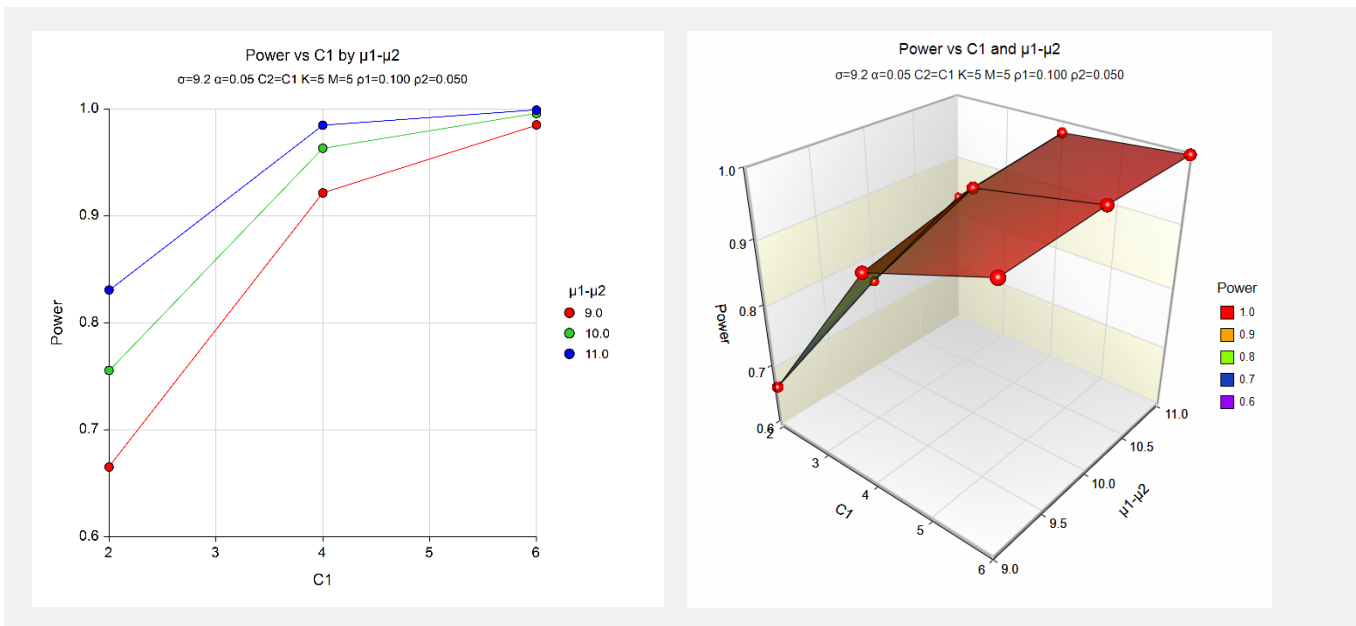 Power vs C1 by µ1-µ2
σ=9.2 α=0.05 C2=C1 K=5 M=5 ρ1=0.100 ρ2=0.050
1.0
0.9
0.8
0.7
0.6
Power
2 3 4 5 6
C1
µ1-µ2
9.0
10.0
11.0
Power vs C1 and µ1-µ2
σ=9.2 α=0.05 C2=C1 K=5 M=5 ρ1=0.100 ρ2=0.050
1.0
0.9
0.8
0.7
0.6
Power
2
3
4
5
6
C1
9.0
9.5
10.0
10.5
11.0
µ1-µ2
Power
1.0
0.9
0.8
0.7
0.6